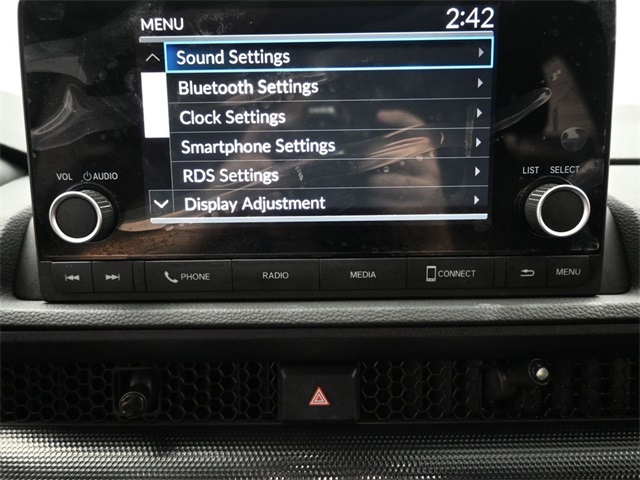 MENU 2:42
Sound Settings
Bluetooth Settings
Clock Settings
Smartphone Settings
RDS Settings
Display Adjustment
VOL AUDIO LIST SELECT
PHONE RADIO MEDIA CONNECT MENU